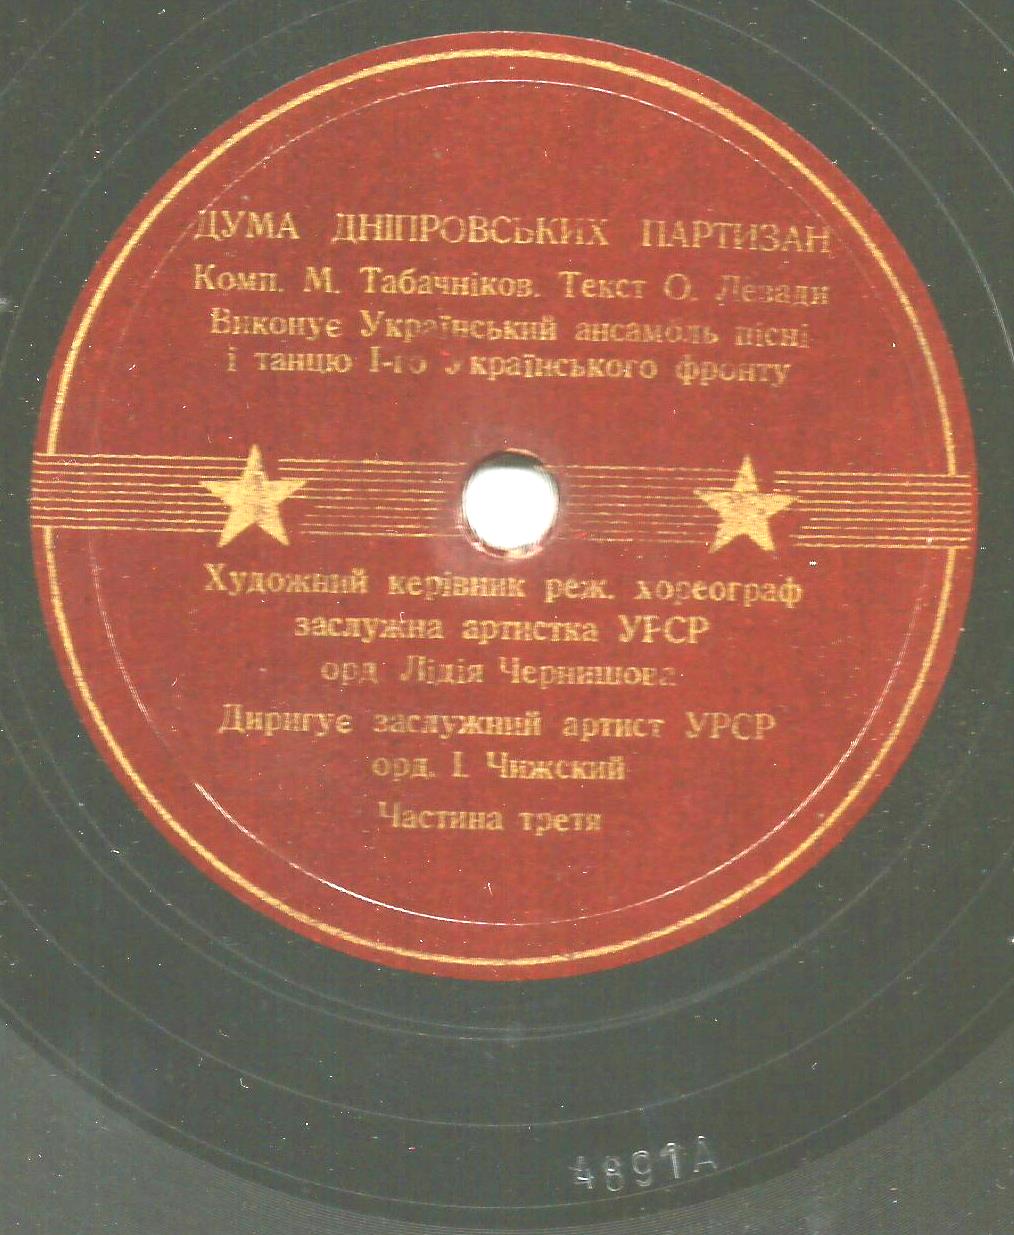 ДУМА ДНІПРОВСЬКИХ ПАРТИЗАН
Комп. М. Табачніков. Текст О. Левади
Виконує Український ансамбль пісні
і танцю І-го Українського фронту
Художний керівник реж. хореограф
заслужна артистка УРСР
орд Лідія Чернишова
Диригує заслужний артист УРСР
орд. І. Чижский
Частина третя
4891А